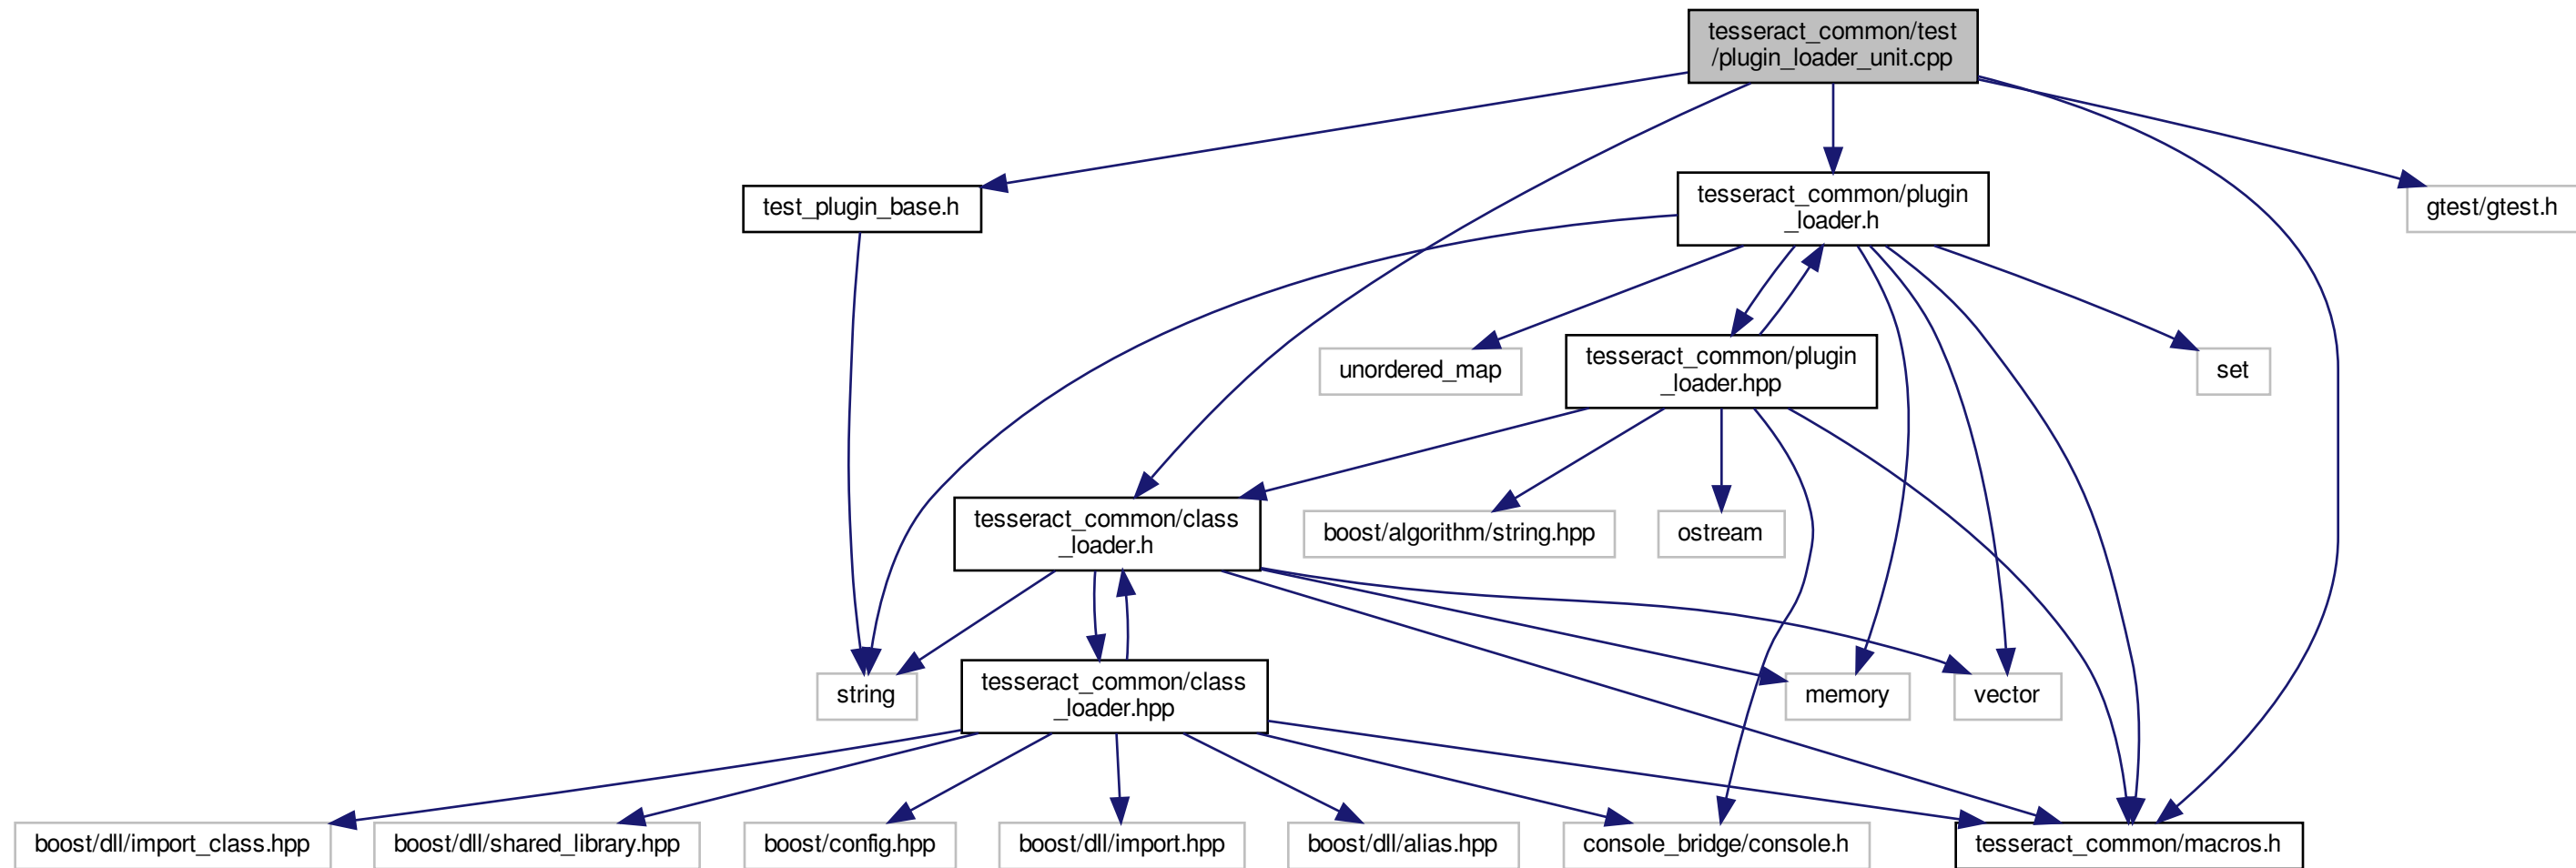 tesseract_common/test
/plugin_loader_unit.cpp
test_plugin_base.h
tesseract_common/plugin
_loader.h
gtest/gtest.h
unordered_map
tesseract_common/plugin
_loader.hpp
set
tesseract_common/class
_loader.h
boost/algorithm/string.hpp
ostream
string
tesseract_common/class
_loader.hpp
memory
vector
boost/dll/import_class.hpp
boost/dll/shared_library.hpp
boost/config.hpp
boost/dll/import.hpp
boost/dll/alias.hpp
console_bridge/console.h
tesseract_common/macros.h